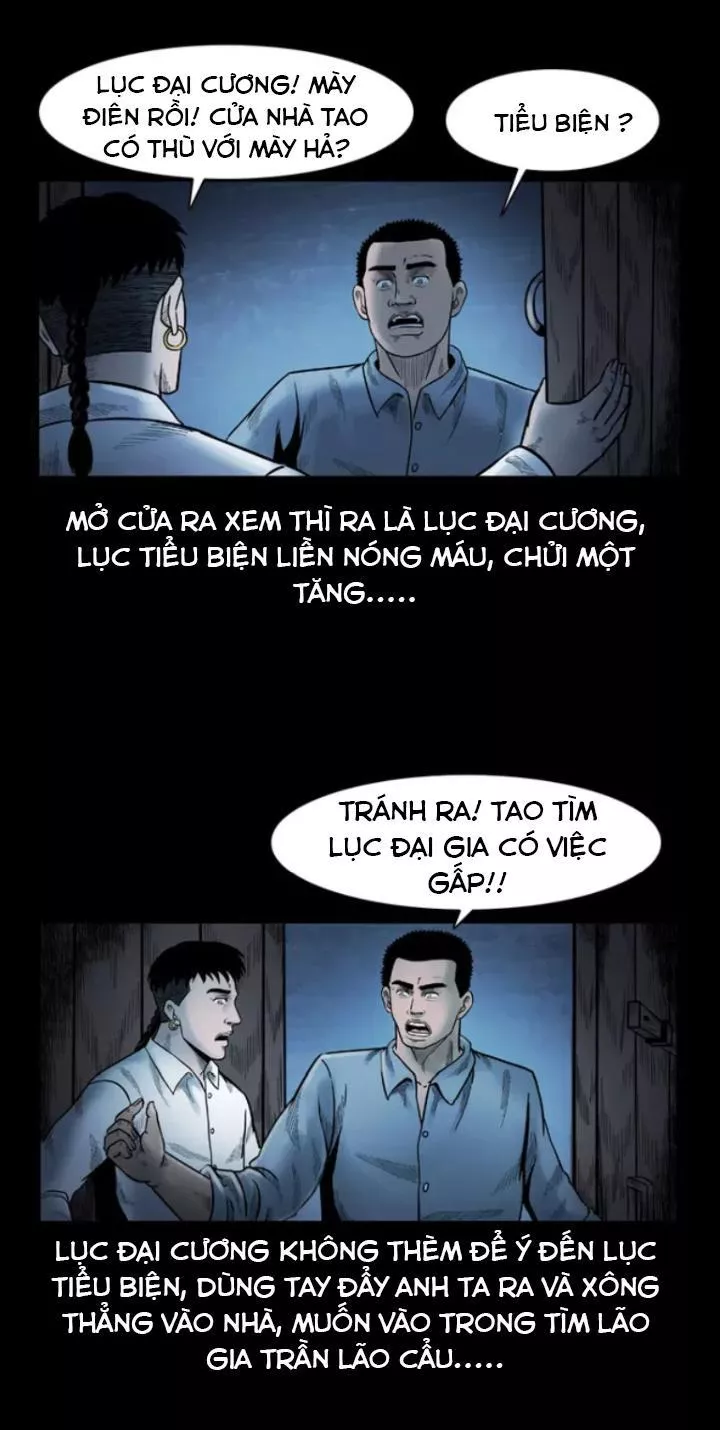 LỤC ĐẠI CƯƠNG! MÀY
ĐIÊN RỒI! CỬA NHÀ TAO
CÓ THÙ VỚI MÀY HẢ?
TIỂU BIỆN ?
MỞ CỬA RA XEM THÌ RA LÀ LỤC ĐẠI CƯƠNG,
LỤC TIỂU BIỆN LIỀN NÓNG MÁU, CHỬI MỘT
TĂNG.....
TRÁNH RA! TAO TÌM
LỤC ĐẠI GIA CÓ VIỆC
GẤP!!
LỤC ĐẠI CƯƠNG KHÔNG THÈM ĐỂ Ý ĐẾN LỤC
TIỂU BIỆN, DÙNG TAY ĐẨY ANH TA RA VÀ XÔNG
THẲNG VÀO NHÀ, MUỐN VÀO TRONG TÌM LÃO
GIA TRẦN LÃO CẨU.....